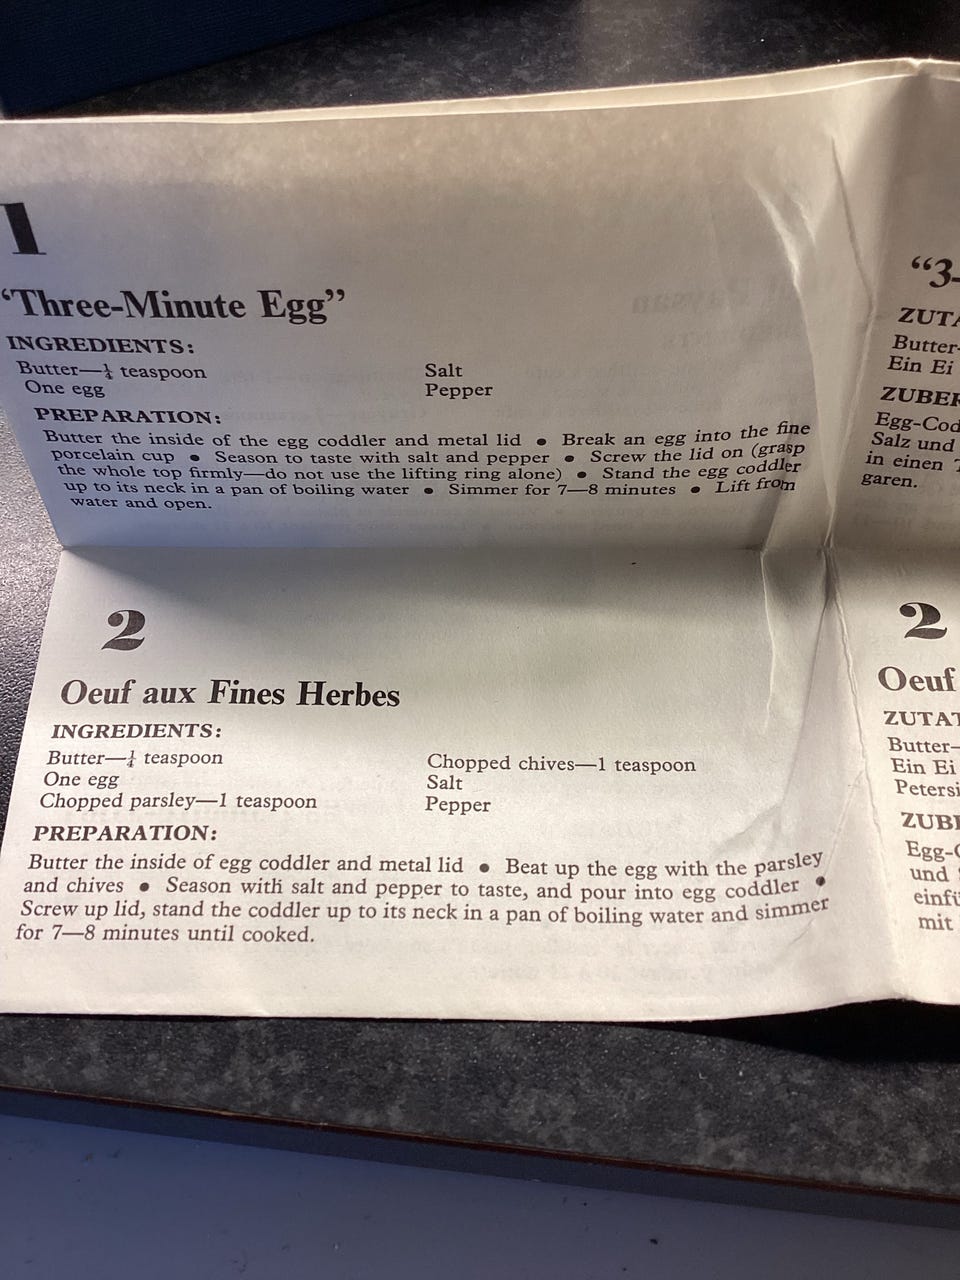 1
“Three-Minute Egg”
INGREDIENTS:
Butter—¼ teaspoon Salt
One egg Pepper
PREPARATION:
Butter the inside of the egg coddler and metal lid • Break an egg into the fine
porcelain cup • Season to taste with salt and pepper • Screw the lid on (grasp
the whole top firmly—do not use the lifting ring alone) • Stand the egg coddler
up to its neck in a pan of boiling water • Simmer for 7—8 minutes • Lift from
water and open.
2
Oeuf aux Fines Herbes
INGREDIENTS:
Butter—¼ teaspoon Chopped chives—1 teaspoon
One egg Salt
Chopped parsley—1 teaspoon Pepper
PREPARATION:
Butter the inside of egg coddler and metal lid • Beat up the egg with the parsley
and chives • Season with salt and pepper to taste, and pour into egg coddler •
Screw up lid, stand the coddler up to its neck in a pan of boiling water and simmer
for 7—8 minutes until cooked.
“3-
ZUTA
Butter-
Ein Ei
ZUBER
Egg-Cod
Salz und
in einen
garen.
2
Oeuf
ZUTAT
Butter—
Ein Ei
Petersi
ZUBE
Egg-C
und
einfü
mit